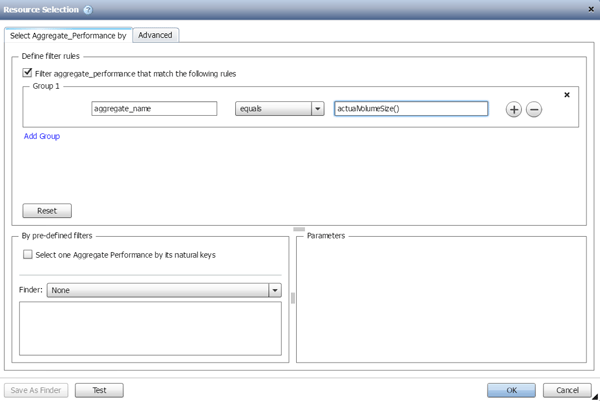 Resource Selection ?
Select Aggregate_Performance by
Advanced
Define filter rules
Filter aggregate_performance that match the following rules
Group 1
aggregate_name equals actualVolumeSize()
Add Group
Reset
By pre-defined filters
Parameters
Select one Aggregate Performance by its natural keys
Finder: None
Save As Finder Test OK Cancel